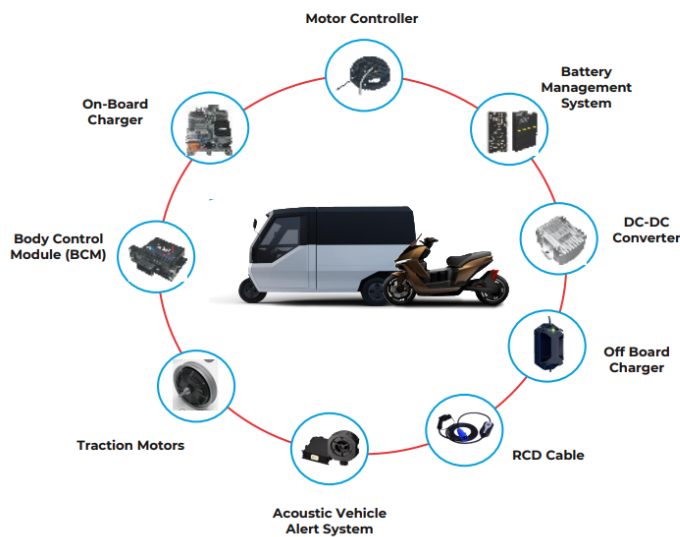 Motor Controller
Battery
Management
System
On-Board
Charger
DC-DC
Converter
Body Control
Module (BCM)
Off Board
Charger
Traction Motors
RCD Cable
Acoustic Vehicle
Alert System